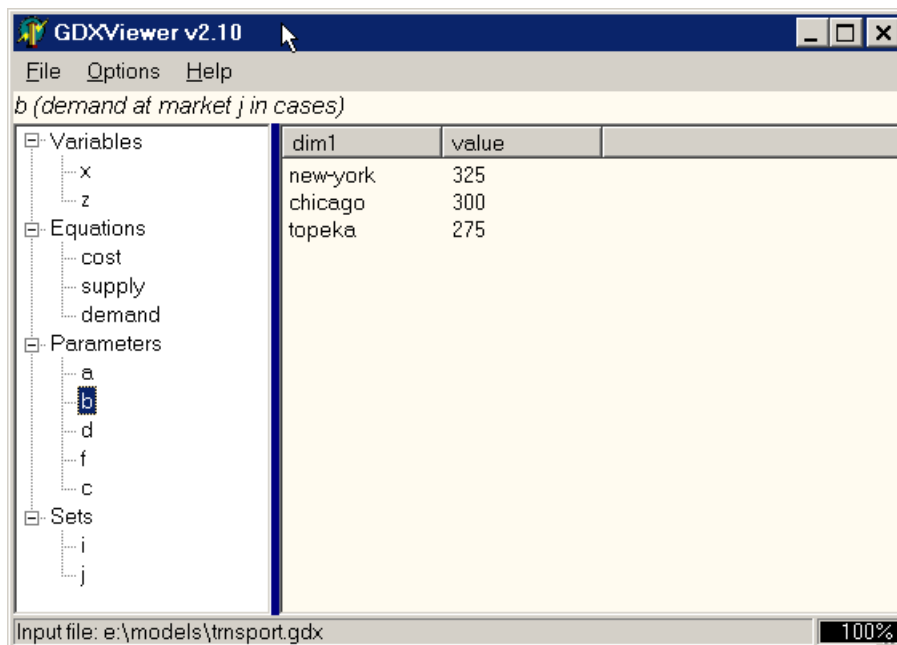 GDXViewer v2.10
File Options Help
b (demand at market j in cases)
Variables
x
z
Equations
cost
supply
demand
Parameters
a
b
d
f
c
Sets
i
j
dim1 value
new-york 325
chicago 300
topeka 275
Input file: e:\models\trnsport.gdx 100%